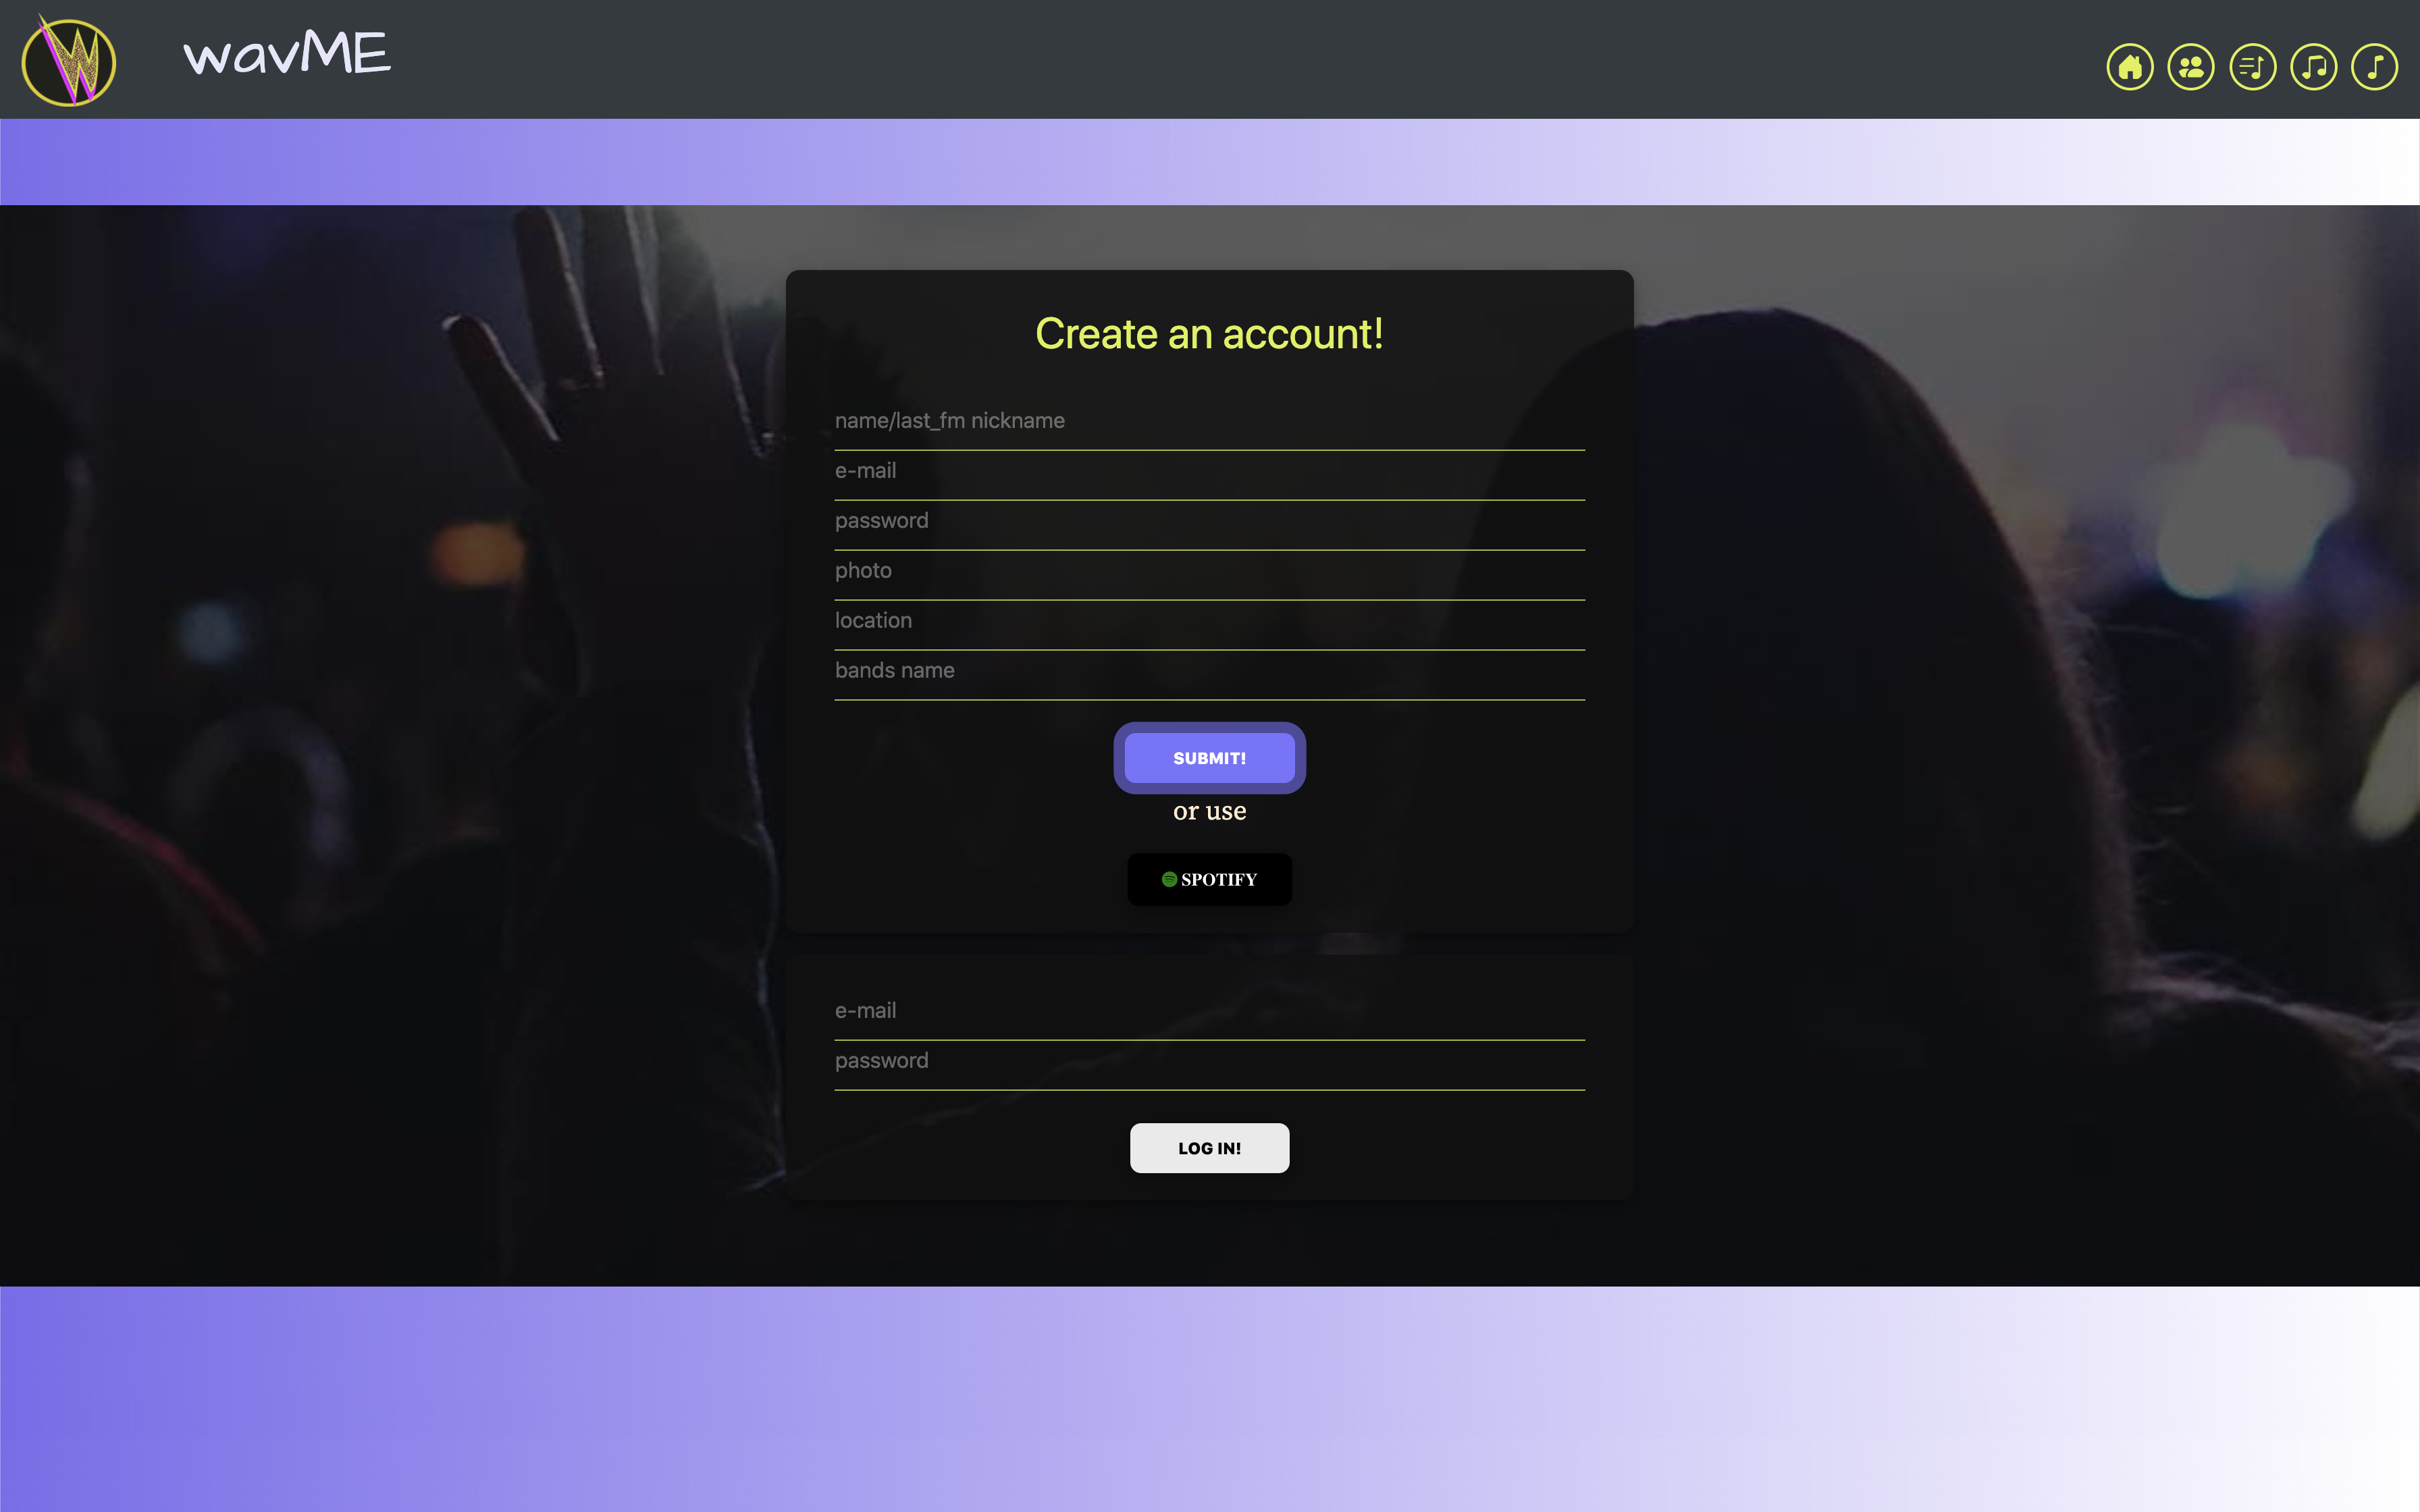 wavME
Create an account!
name/last_fm nickname
e-mail
password
photo
location
bands name
SUBMIT!
or use
SPOTIFY
e-mail
password
LOG IN!